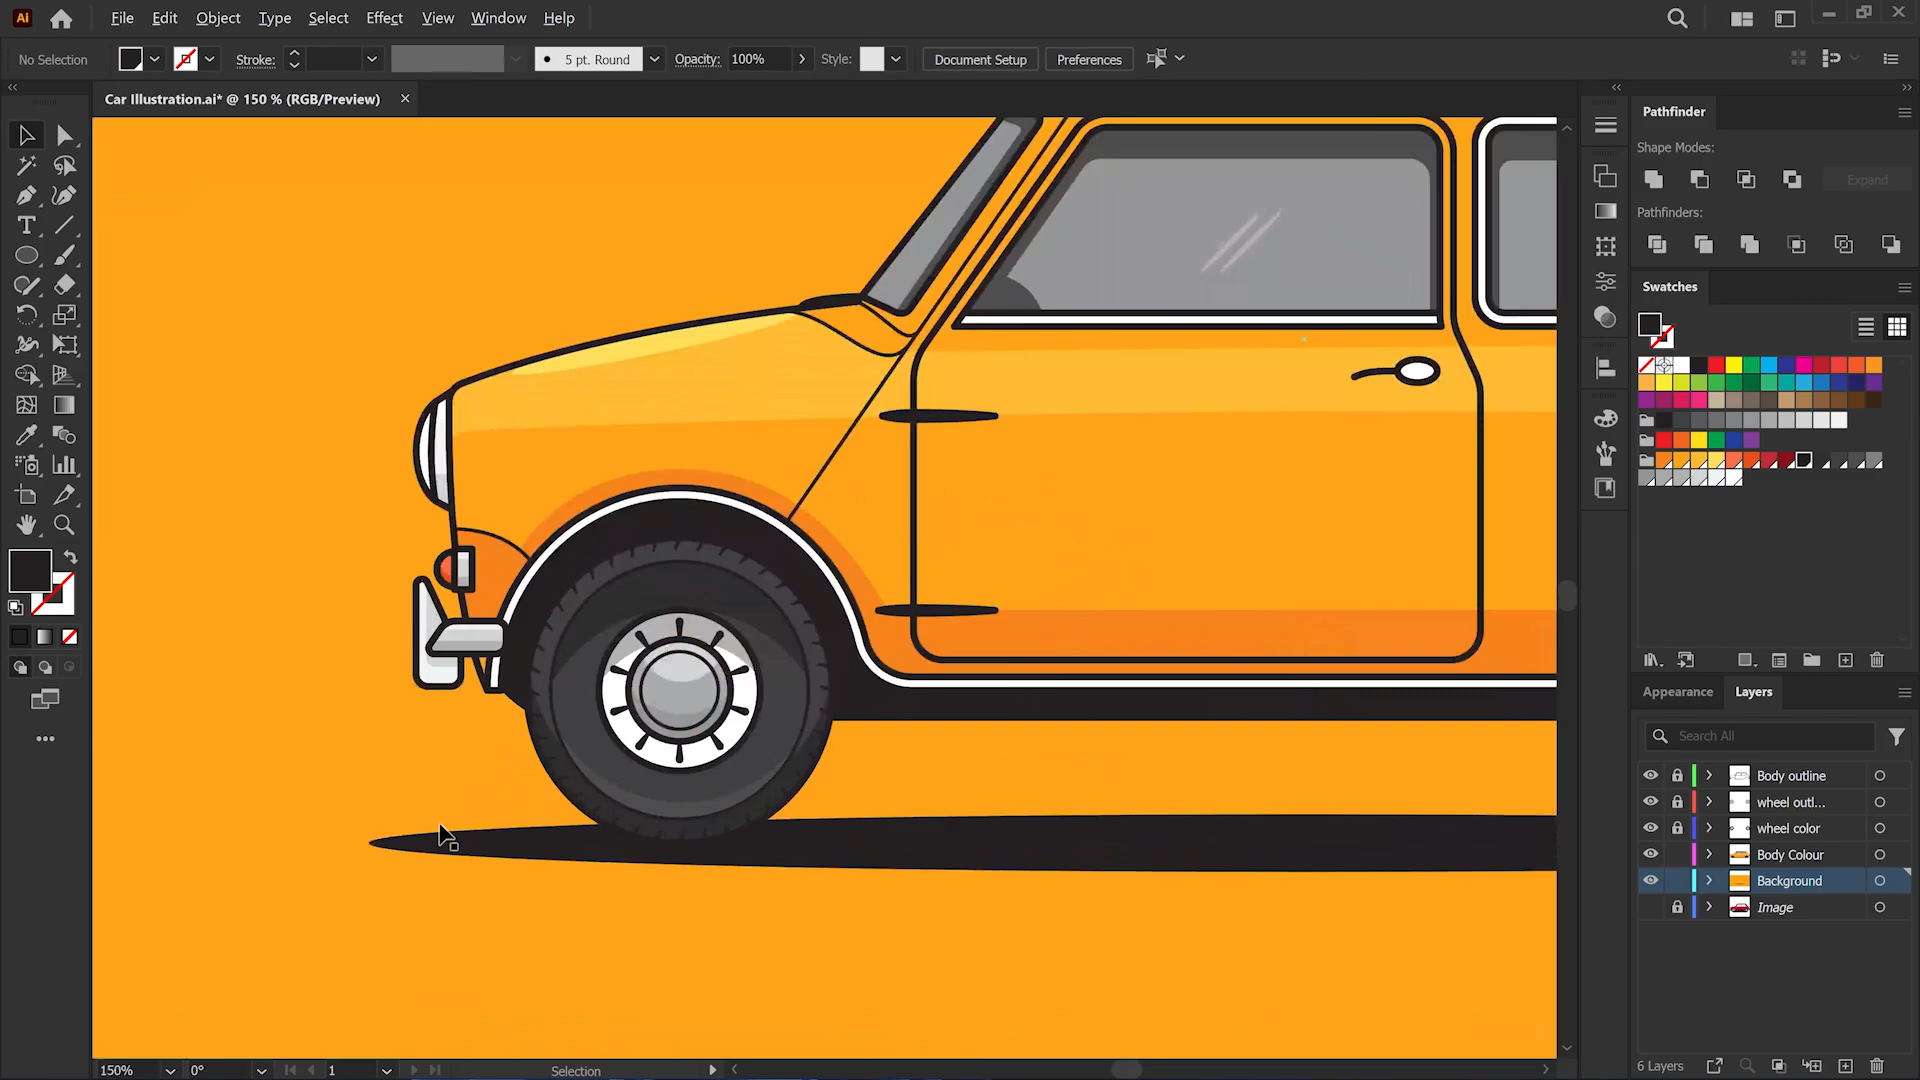 Ai File Edit Object Type Select Effect View Window Help
No Selection Stroke: 5 pt. Round Opacity: 100% Style: Document Setup Preferences
Car Illustration.ai* @ 150 % (RGB/Preview)
Pathfinder
Shape Modes:
Expand
Pathfinders:
Swatches
Appearance Layers
Search All
Body outline
wheel outl...
wheel color
Body Colour
Background
Image
6 Layers
150% 0° 1 Selection